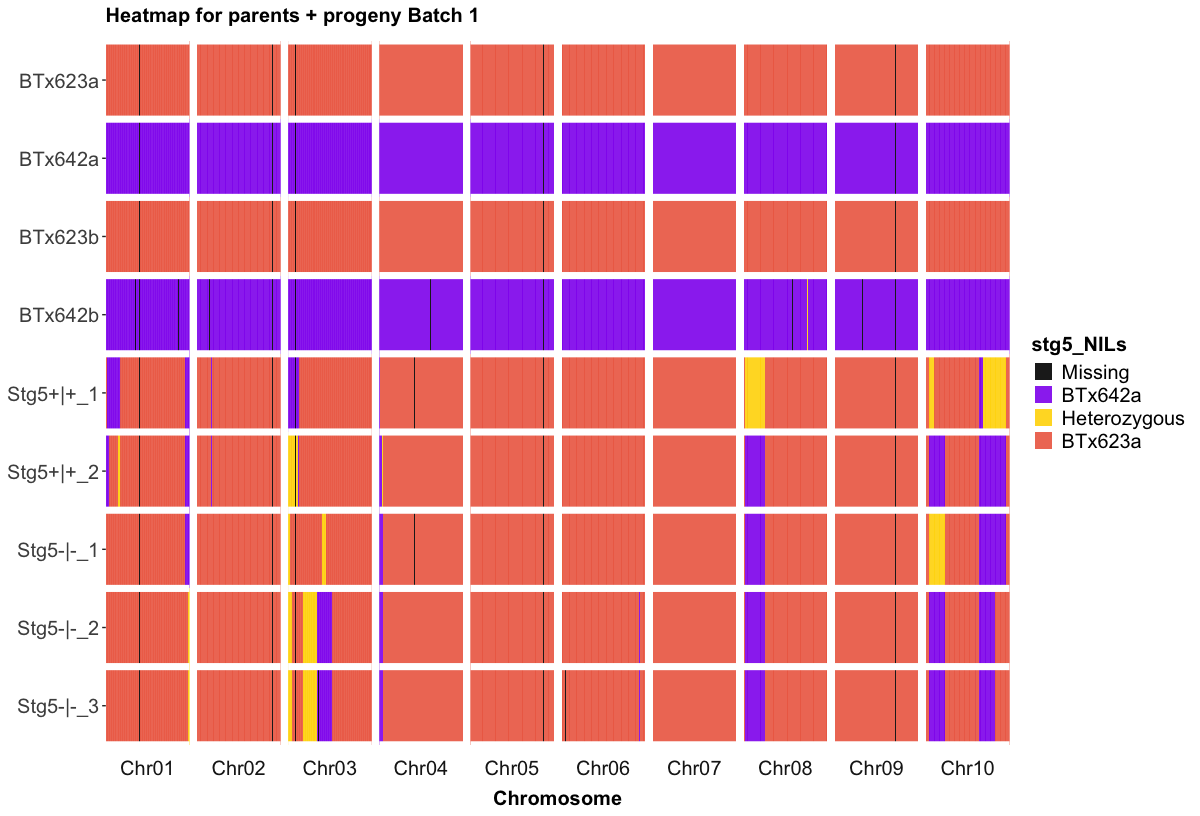 Heatmap for parents + progeny Batch 1
BTx623a
BTx642a
BTx623b
BTx642b
Stg5+|+_1
Stg5+|+_2
Stg5-|-_1
Stg5-|-_2
Stg5-|-_3
Chr01 Chr02 Chr03 Chr04 Chr05 Chr06 Chr07 Chr08 Chr09 Chr10
Chromosome
stg5_NILs
Missing
BTx642a
Heterozygous
BTx623a